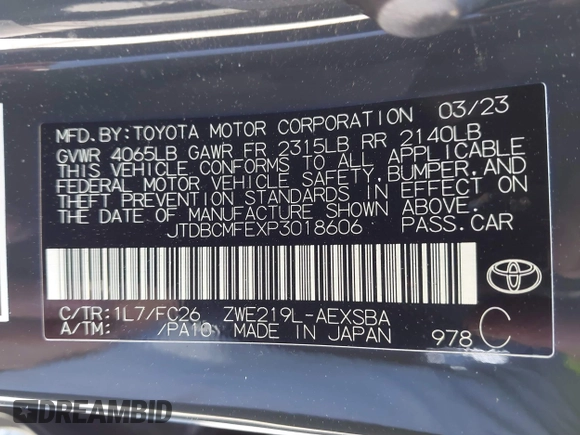 MFD. BY:TOYOTA MOTOR CORPORATION 03/23
GVWR 4065LB GAWR FR 2315LB RR 2140LB
THIS VEHICLE CONFORMS TO ALL APPLICABLE
FEDERAL MOTOR VEHICLE SAFETY,BUMPER,AND
THEFT PREVENTION STANDARDS IN EFFECT ON
THE DATE OF MANUFACTURE SHOWN ABOVE.
JTDBCMFEXP3018606 PASS.CAR
C/TR:1L7/FC26 ZWE219L-AEXSBA
A/TM: /PA10 MADE IN JAPAN 978 C
DREAMBID